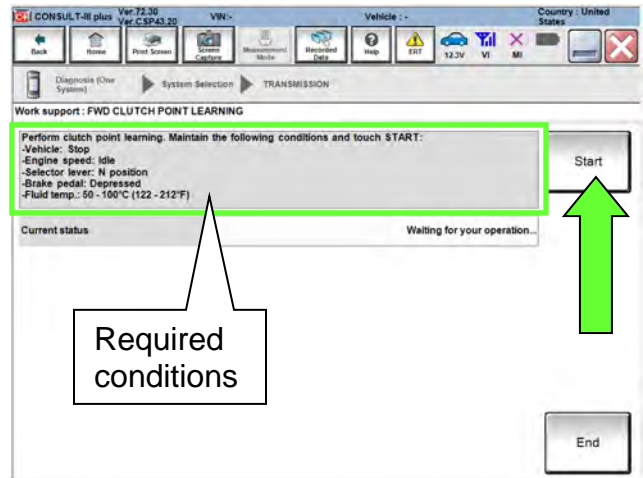 CONSULT-III plus Ver.72.30 VIN:- Vehicle : - Country : United
Ver.CSP43.20 States
Back Home Print Screen Screen Capture Measurement Mode Recorded Data Help ERT 12.3V VI MI
Diagnosis (One System) System Selection TRANSMISSION
Work support : FWD CLUTCH POINT LEARNING
Perform clutch point learning. Maintain the following conditions and touch START:
-Vehicle: Stop
-Engine speed: Idle
-Selector lever: N position
-Brake pedal: Depressed
-Fluid temp.: 50 - 100°C (122 - 212°F)
Start
Current status Waiting for your operation...
Required
conditions
End